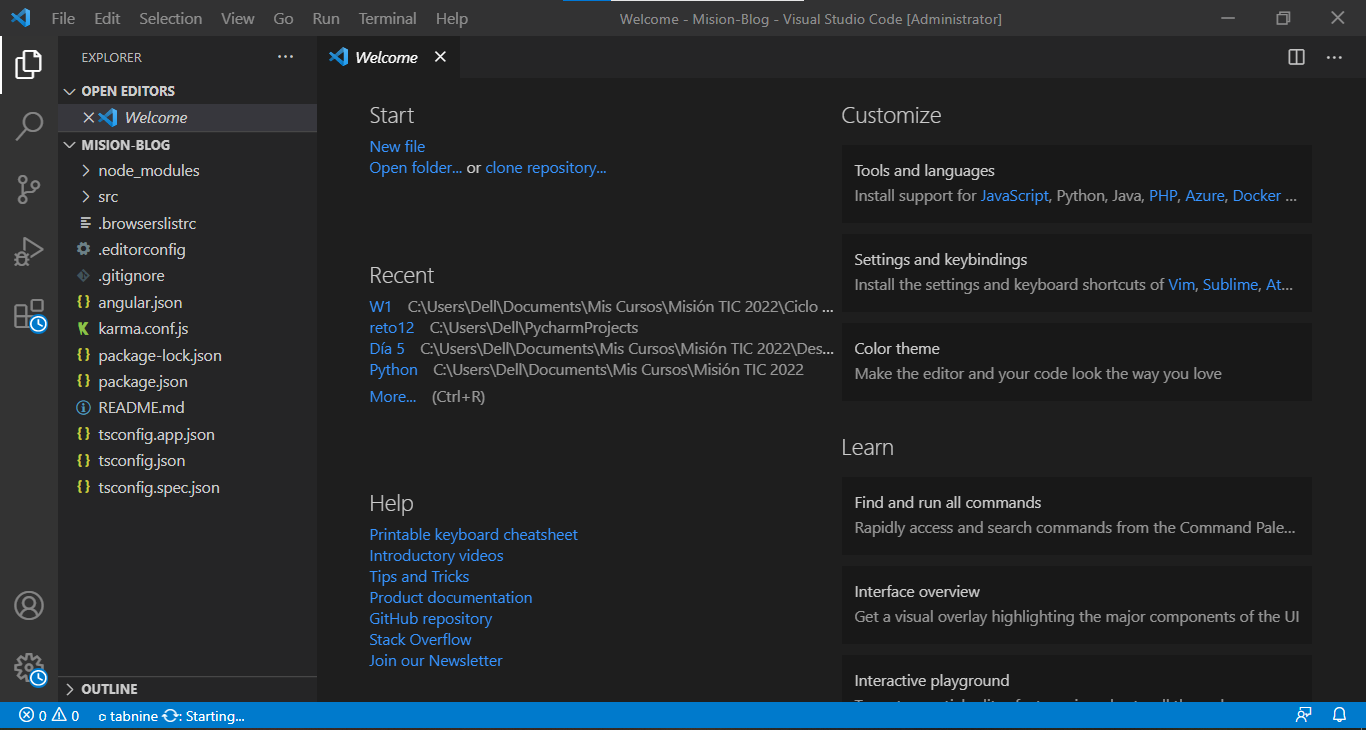 File Edit Selection View Go Run Terminal Help Welcome - Mision-Blog - Visual Studio Code [Administrator]
EXPLORER
OPEN EDITORS
Welcome
MISION-BLOG
node_modules
src
.browserslistrc
.editorconfig
.gitignore
angular.json
karma.conf.js
package-lock.json
package.json
README.md
tsconfig.app.json
tsconfig.json
tsconfig.spec.json
OUTLINE
Welcome
Start
New file
Open folder... or clone repository...
Recent
W1 C:\Users\Dell\Documents\Mis Cursos\Misión TIC 2022\Ciclo ...
reto12 C:\Users\Dell\PycharmProjects
Día 5 C:\Users\Dell\Documents\Mis Cursos\Misión TIC 2022\Des...
Python C:\Users\Dell\Documents\Mis Cursos\Misión TIC 2022
More... (Ctrl+R)
Help
Printable keyboard cheatsheet
Introductory videos
Tips and Tricks
Product documentation
GitHub repository
Stack Overflow
Join our Newsletter
Customize
Tools and languages
Install support for JavaScript, Python, Java, PHP, Azure, Docker ...
Settings and keybindings
Install the settings and keyboard shortcuts of Vim, Sublime, At...
Color theme
Make the editor and your code look the way you love
Learn
Find and run all commands
Rapidly access and search commands from the Command Pale...
Interface overview
Get a visual overlay highlighting the major components of the UI
Interactive playground
0 0 tabnine : Starting...